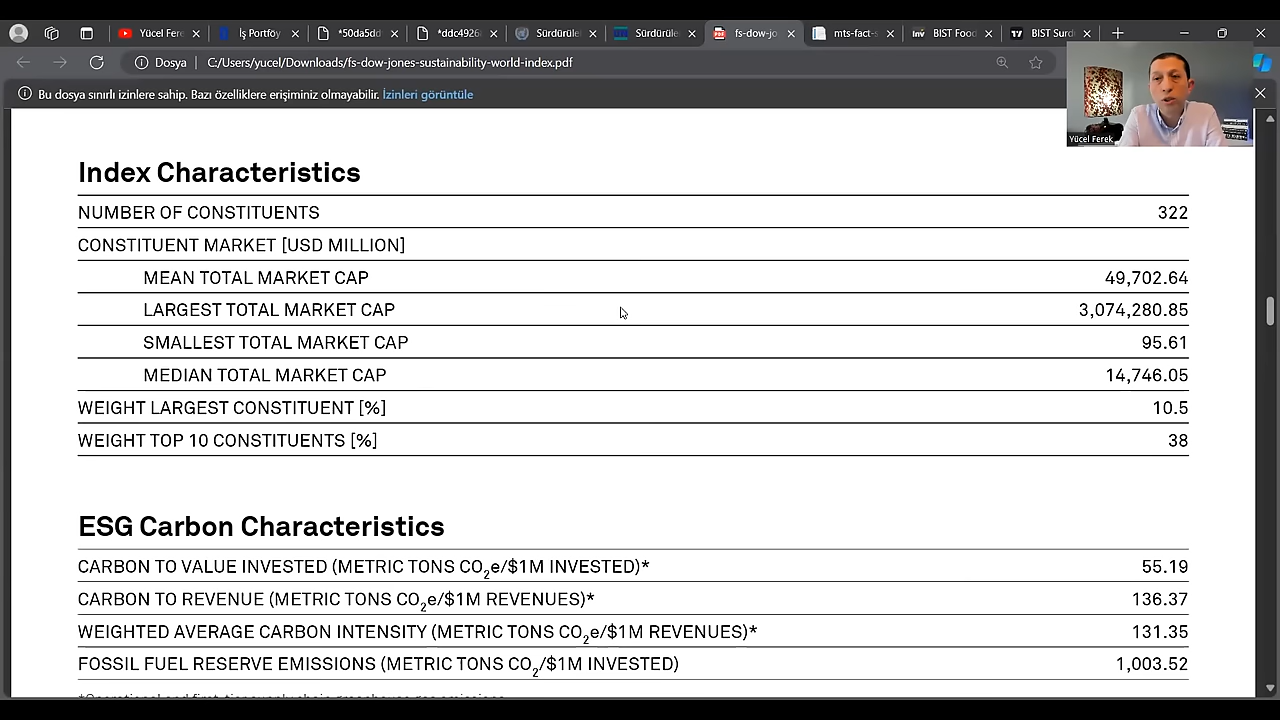 Yücel Fere
İş Portföy
*50da5dd
*ddc4926
Sürdürüle
Sürdürüle
fs-dow-jo
mts-fact-s
BIST Food
BIST Surd
Dosya
C:/Users/yucel/Downloads/fs-dow-jones-sustainability-world-index.pdf
Bu dosya sınırlı izinlere sahip. Bazı özelliklere erişiminiz olmayabilir. İzinleri görüntüle
Yücel Ferek
Index Characteristics
NUMBER OF CONSTITUENTS 322
CONSTITUENT MARKET [USD MILLION]
MEAN TOTAL MARKET CAP 49,702.64
LARGEST TOTAL MARKET CAP 3,074,280.85
SMALLEST TOTAL MARKET CAP 95.61
MEDIAN TOTAL MARKET CAP 14,746.05
WEIGHT LARGEST CONSTITUENT [%] 10.5
WEIGHT TOP 10 CONSTITUENTS [%] 38
ESG Carbon Characteristics
CARBON TO VALUE INVESTED (METRIC TONS CO₂e/$1M INVESTED)* 55.19
CARBON TO REVENUE (METRIC TONS CO₂e/$1M REVENUES)* 136.37
WEIGHTED AVERAGE CARBON INTENSITY (METRIC TONS CO₂e/$1M REVENUES)* 131.35
FOSSIL FUEL RESERVE EMISSIONS (METRIC TONS CO₂/$1M INVESTED) 1,003.52